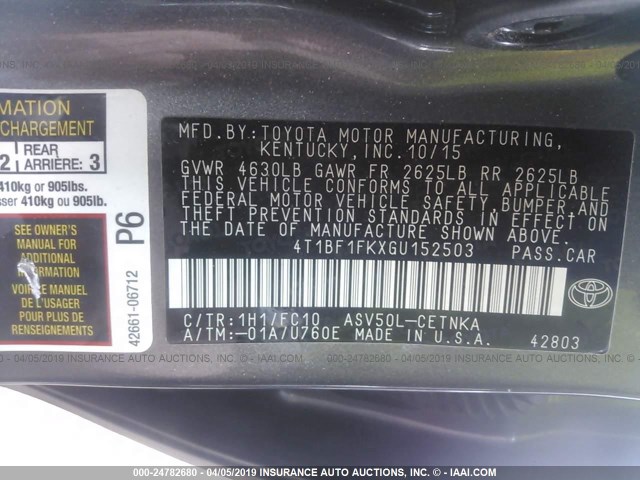 MATION
CHARGEMENT
2 REAR ARRIÈRE: 3
410kg or 905lbs.
sser 410kg ou 905lb.
SEE OWNER'S
MANUAL FOR
ADDITIONAL
INFORMATION
VOIR LE MANUEL
DE L'USAGER
POUR PLUS DE
RENSEIGNEMENTS
P6
42661-06712
MFD. BY: TOYOTA MOTOR MANUFACTURING,
KENTUCKY, INC. 10/15
GVWR 4630LB GAWR FR 2625LB RR 2625LB
THIS VEHICLE CONFORMS TO ALL APPLICABLE
FEDERAL MOTOR VEHICLE SAFETY, BUMPER, AND
THEFT PREVENTION STANDARDS IN EFFECT ON
THE DATE OF MANUFACTURE SHOWN ABOVE.
4T1BF1FKXGU152503 PASS. CAR
C/TR: 1H1/FC10 ASV50L-CETNKA
A/TM: -01A/U760E MADE IN U.S.A. 42803
TOYOTA
000-24782680 - 04/05/2019 - INSURANCE AUTO AUCTIONS - © - IAAI.COM